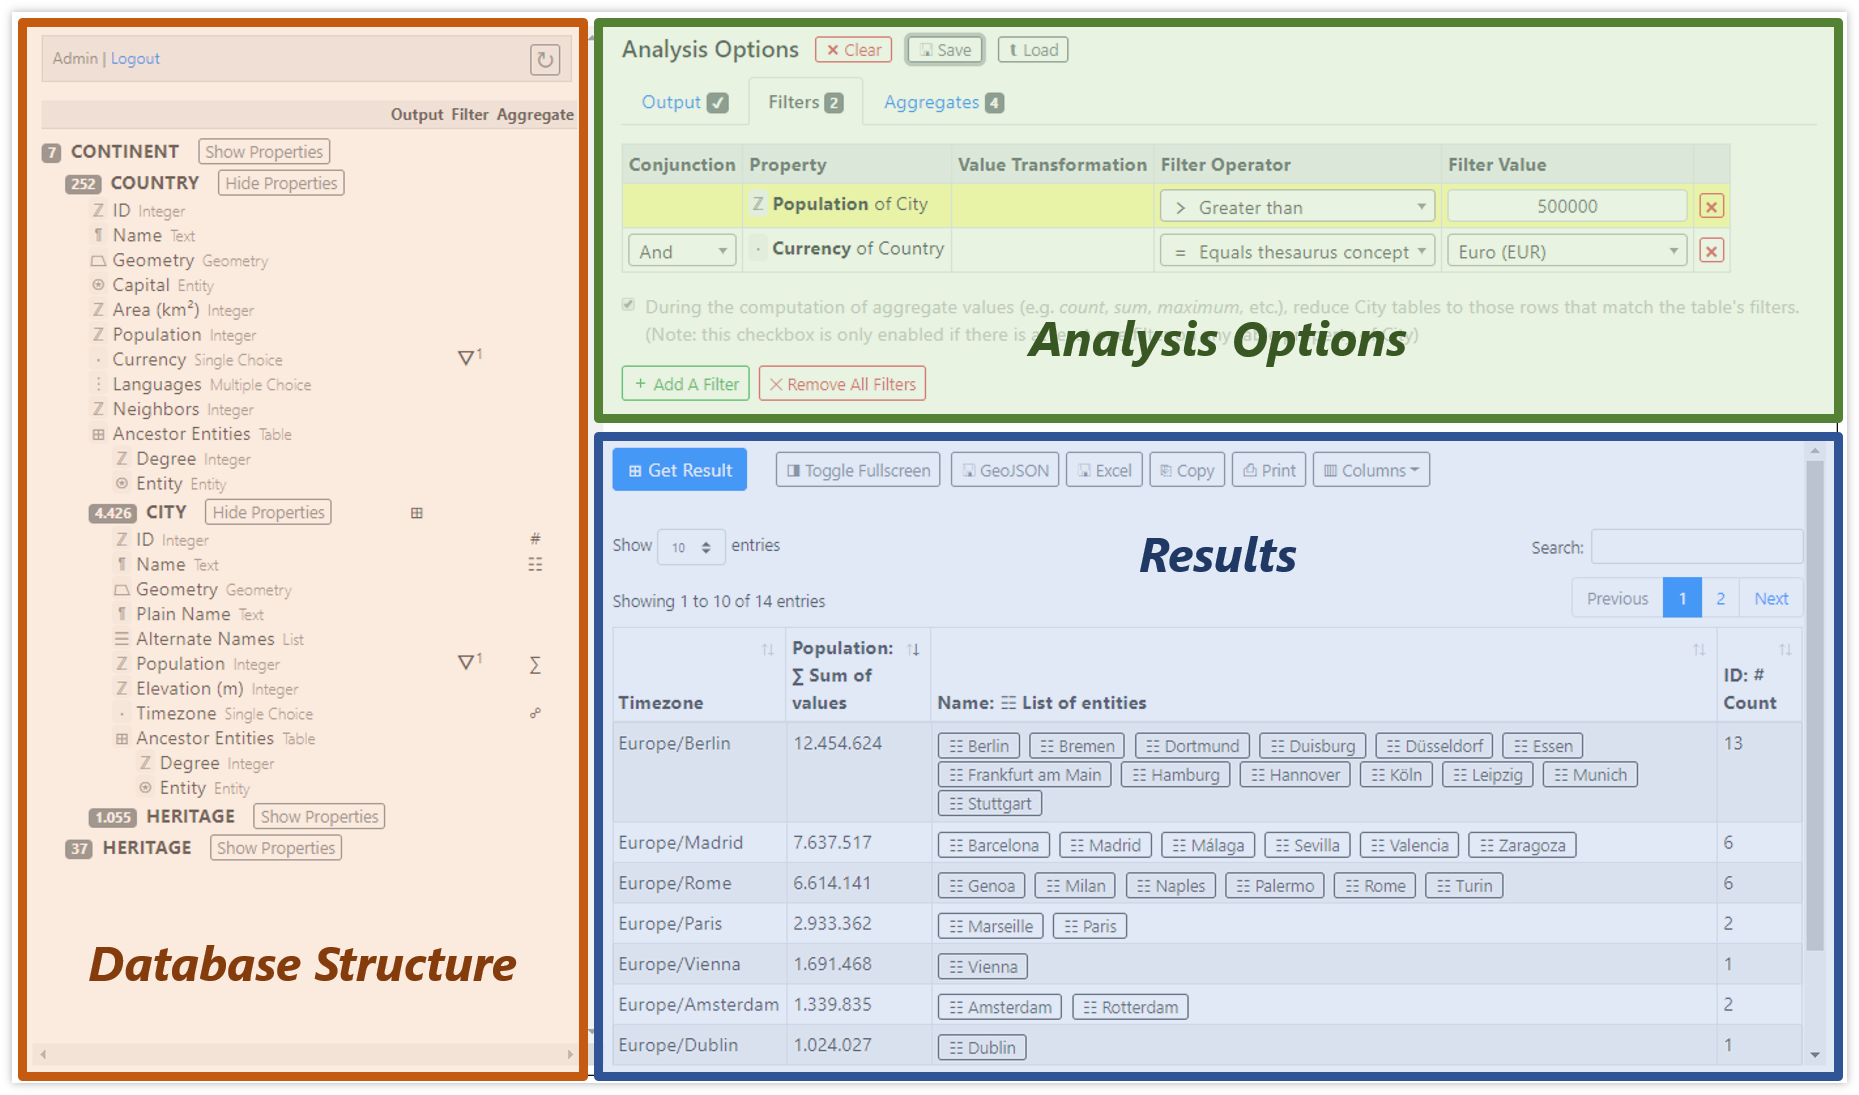 Admin | Logout
Output Filter Aggregate
7 CONTINENT Show Properties
252 COUNTRY Hide Properties
ID Integer
Name Text
Geometry Geometry
Capital Entity
Area (km²) Integer
Population Integer
Currency Single Choice 1
Languages Multiple Choice
Neighbors Integer
Ancestor Entities Table
Degree Integer
Entity Entity
4.426 CITY Hide Properties
ID Integer #
Name Text
Geometry Geometry
Plain Name Text
Alternate Names List
Population Integer 1 ∑
Elevation (m) Integer
Timezone Single Choice
Ancestor Entities Table
Degree Integer
Entity Entity
1.055 HERITAGE Show Properties
37 HERITAGE Show Properties
Database Structure
Analysis Options Clear Save Load
Output Filters 2 Aggregates 4
Conjunction Property Value Transformation Filter Operator Filter Value
Population of City > Greater than 500000
And Currency of Country = Equals thesaurus concept Euro (EUR)
During the computation of aggregate values (e.g. count, sum, maximum, etc.), reduce City tables to those rows that match the table's filters.
(Note: this checkbox is only enabled if there is a
Analysis Options
+ Add A Filter Remove All Filters
Get Result Toggle Fullscreen GeoJSON Excel Copy Print Columns
Show 10 entries Search:
Results
Showing 1 to 10 of 14 entries Previous 1 2 Next
Timezone Population: ∑ Sum of values Name: List of entities ID: # Count
Europe/Berlin 12.454.624 Berlin Bremen Dortmund Duisburg Düsseldorf Essen 13
Frankfurt am Main Hamburg Hannover Köln Leipzig Munich
Stuttgart
Europe/Madrid 7.637.517 Barcelona Madrid Málaga Sevilla Valencia Zaragoza 6
Europe/Rome 6.614.141 Genoa Milan Naples Palermo Rome Turin 6
Europe/Paris 2.933.362 Marseille Paris 2
Europe/Vienna 1.691.468 Vienna 1
Europe/Amsterdam 1.339.835 Amsterdam Rotterdam 2
Europe/Dublin 1.024.027 Dublin 1